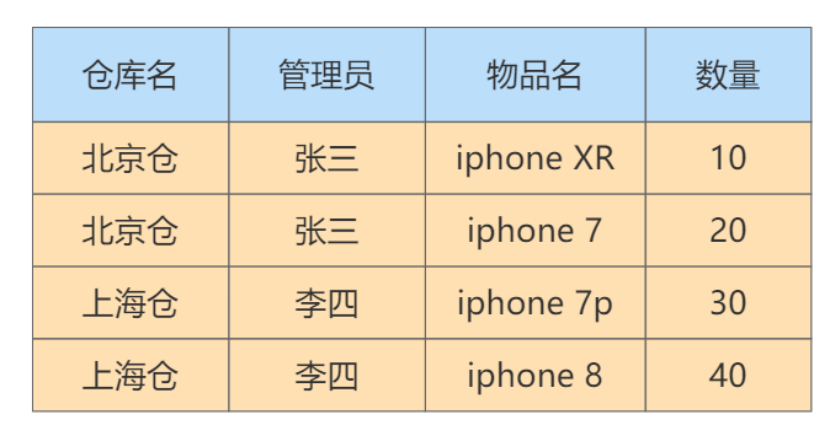 仓库名 管理员 物品名 数量
北京仓 张三 iphone XR 10
北京仓 张三 iphone 7 20
上海仓 李四 iphone 7p 30
上海仓 李四 iphone 8 40